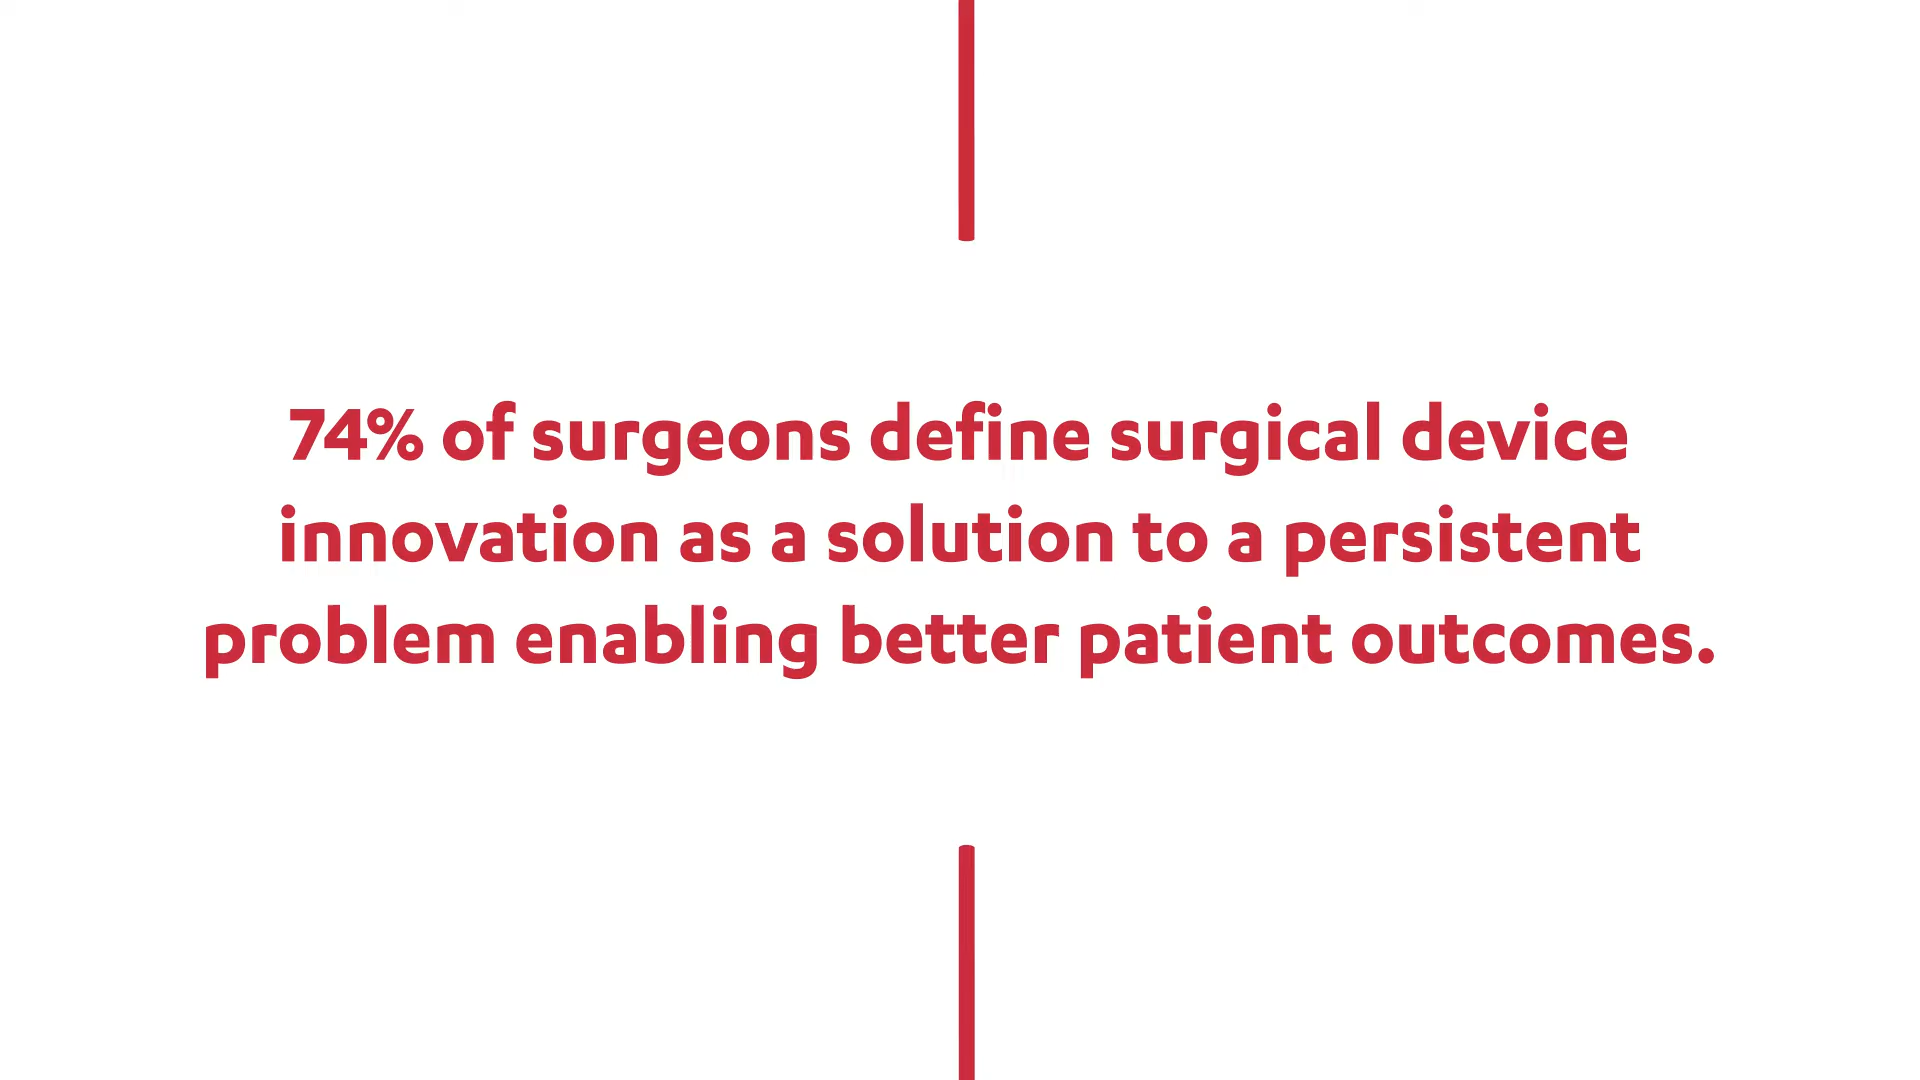 74% of surgeons define surgical device
innovation as a solution to a persistent
problem enabling better patient outcomes.